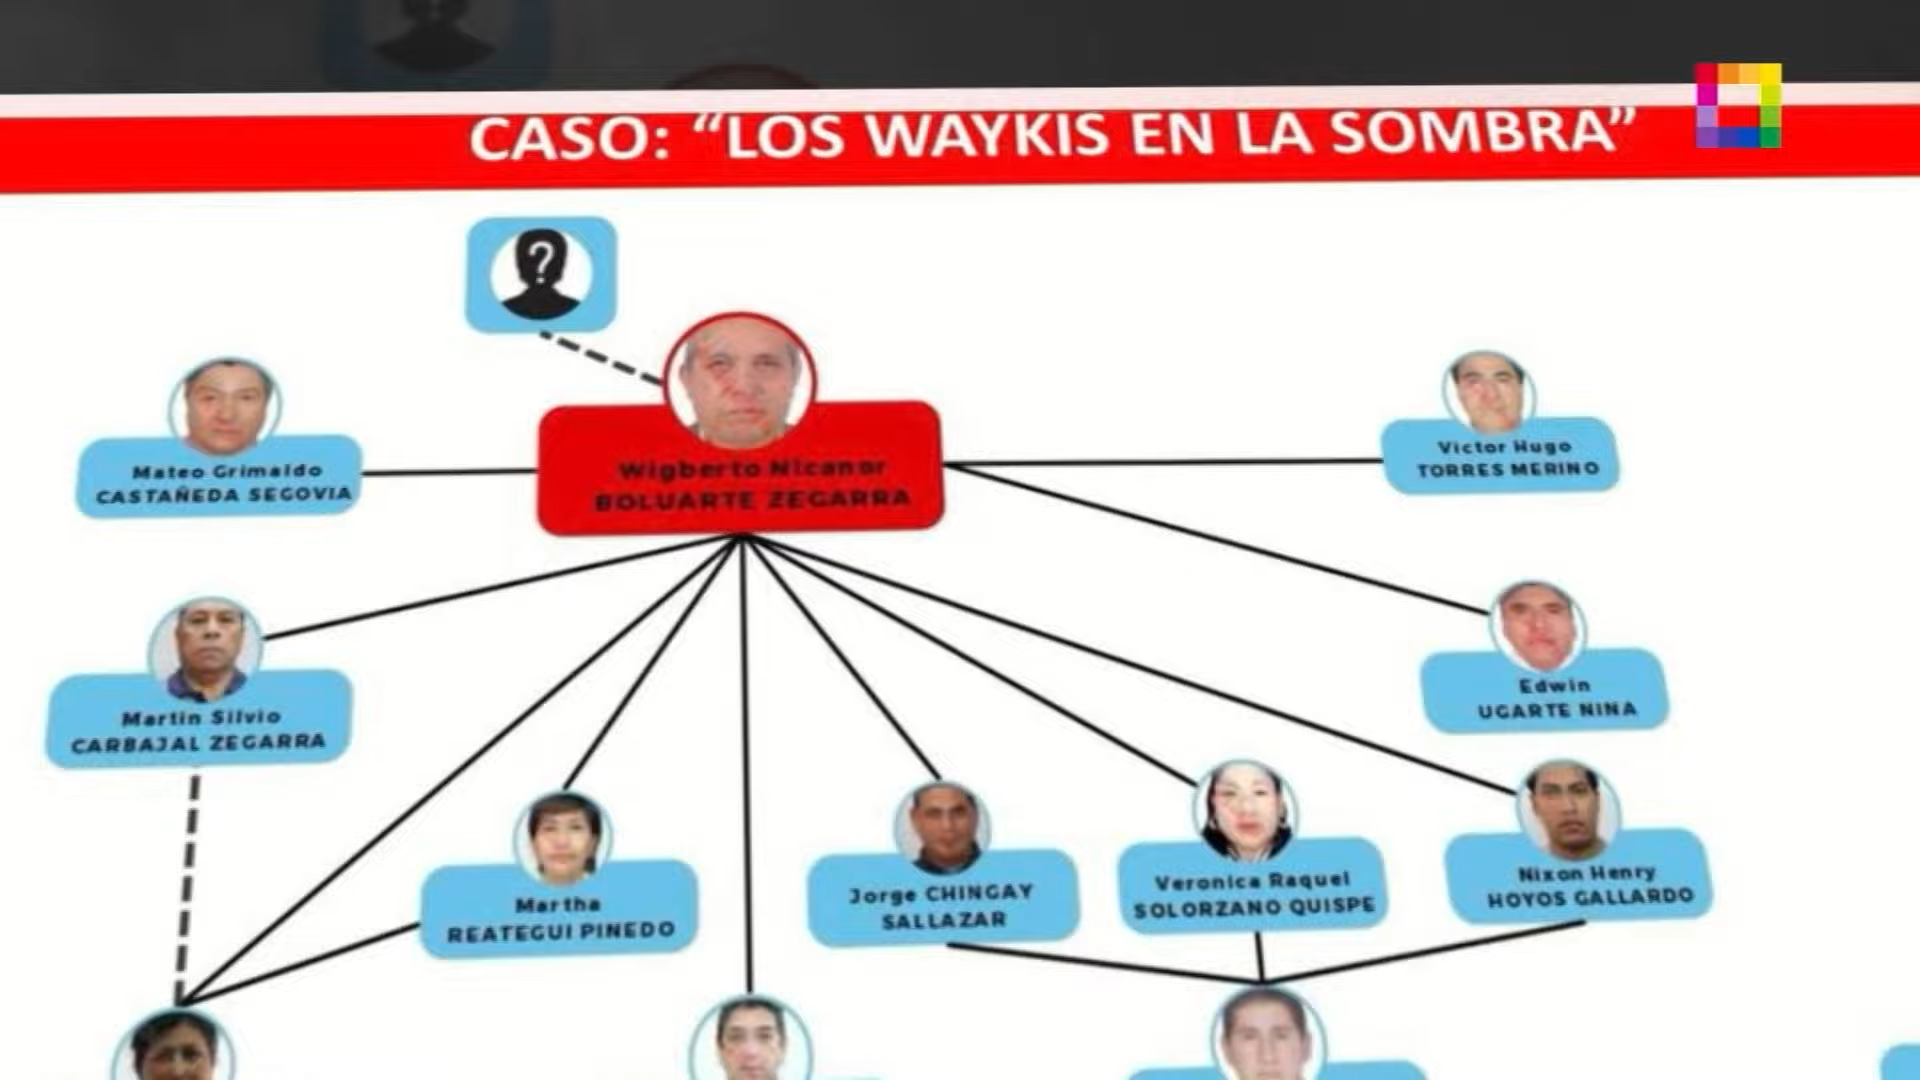 CASO: “LOS WAYKIS EN LA SOMBRA”
?
Wigberto Nicanor
BOLUARTE ZEGARRA
Mateo Grimaldo
CASTAÑEDA SEGOVIA
Victor Hugo
TORRES MERINO
Martin Silvio
CARBAJAL ZEGARRA
Edwin
UGARTE NINA
Martha
REATEGUI PINEDO
Jorge CHINGAY
SALLAZAR
Veronica Raquel
SOLORZANO QUISPE
Nixon Henry
HOYOS GALLARDO